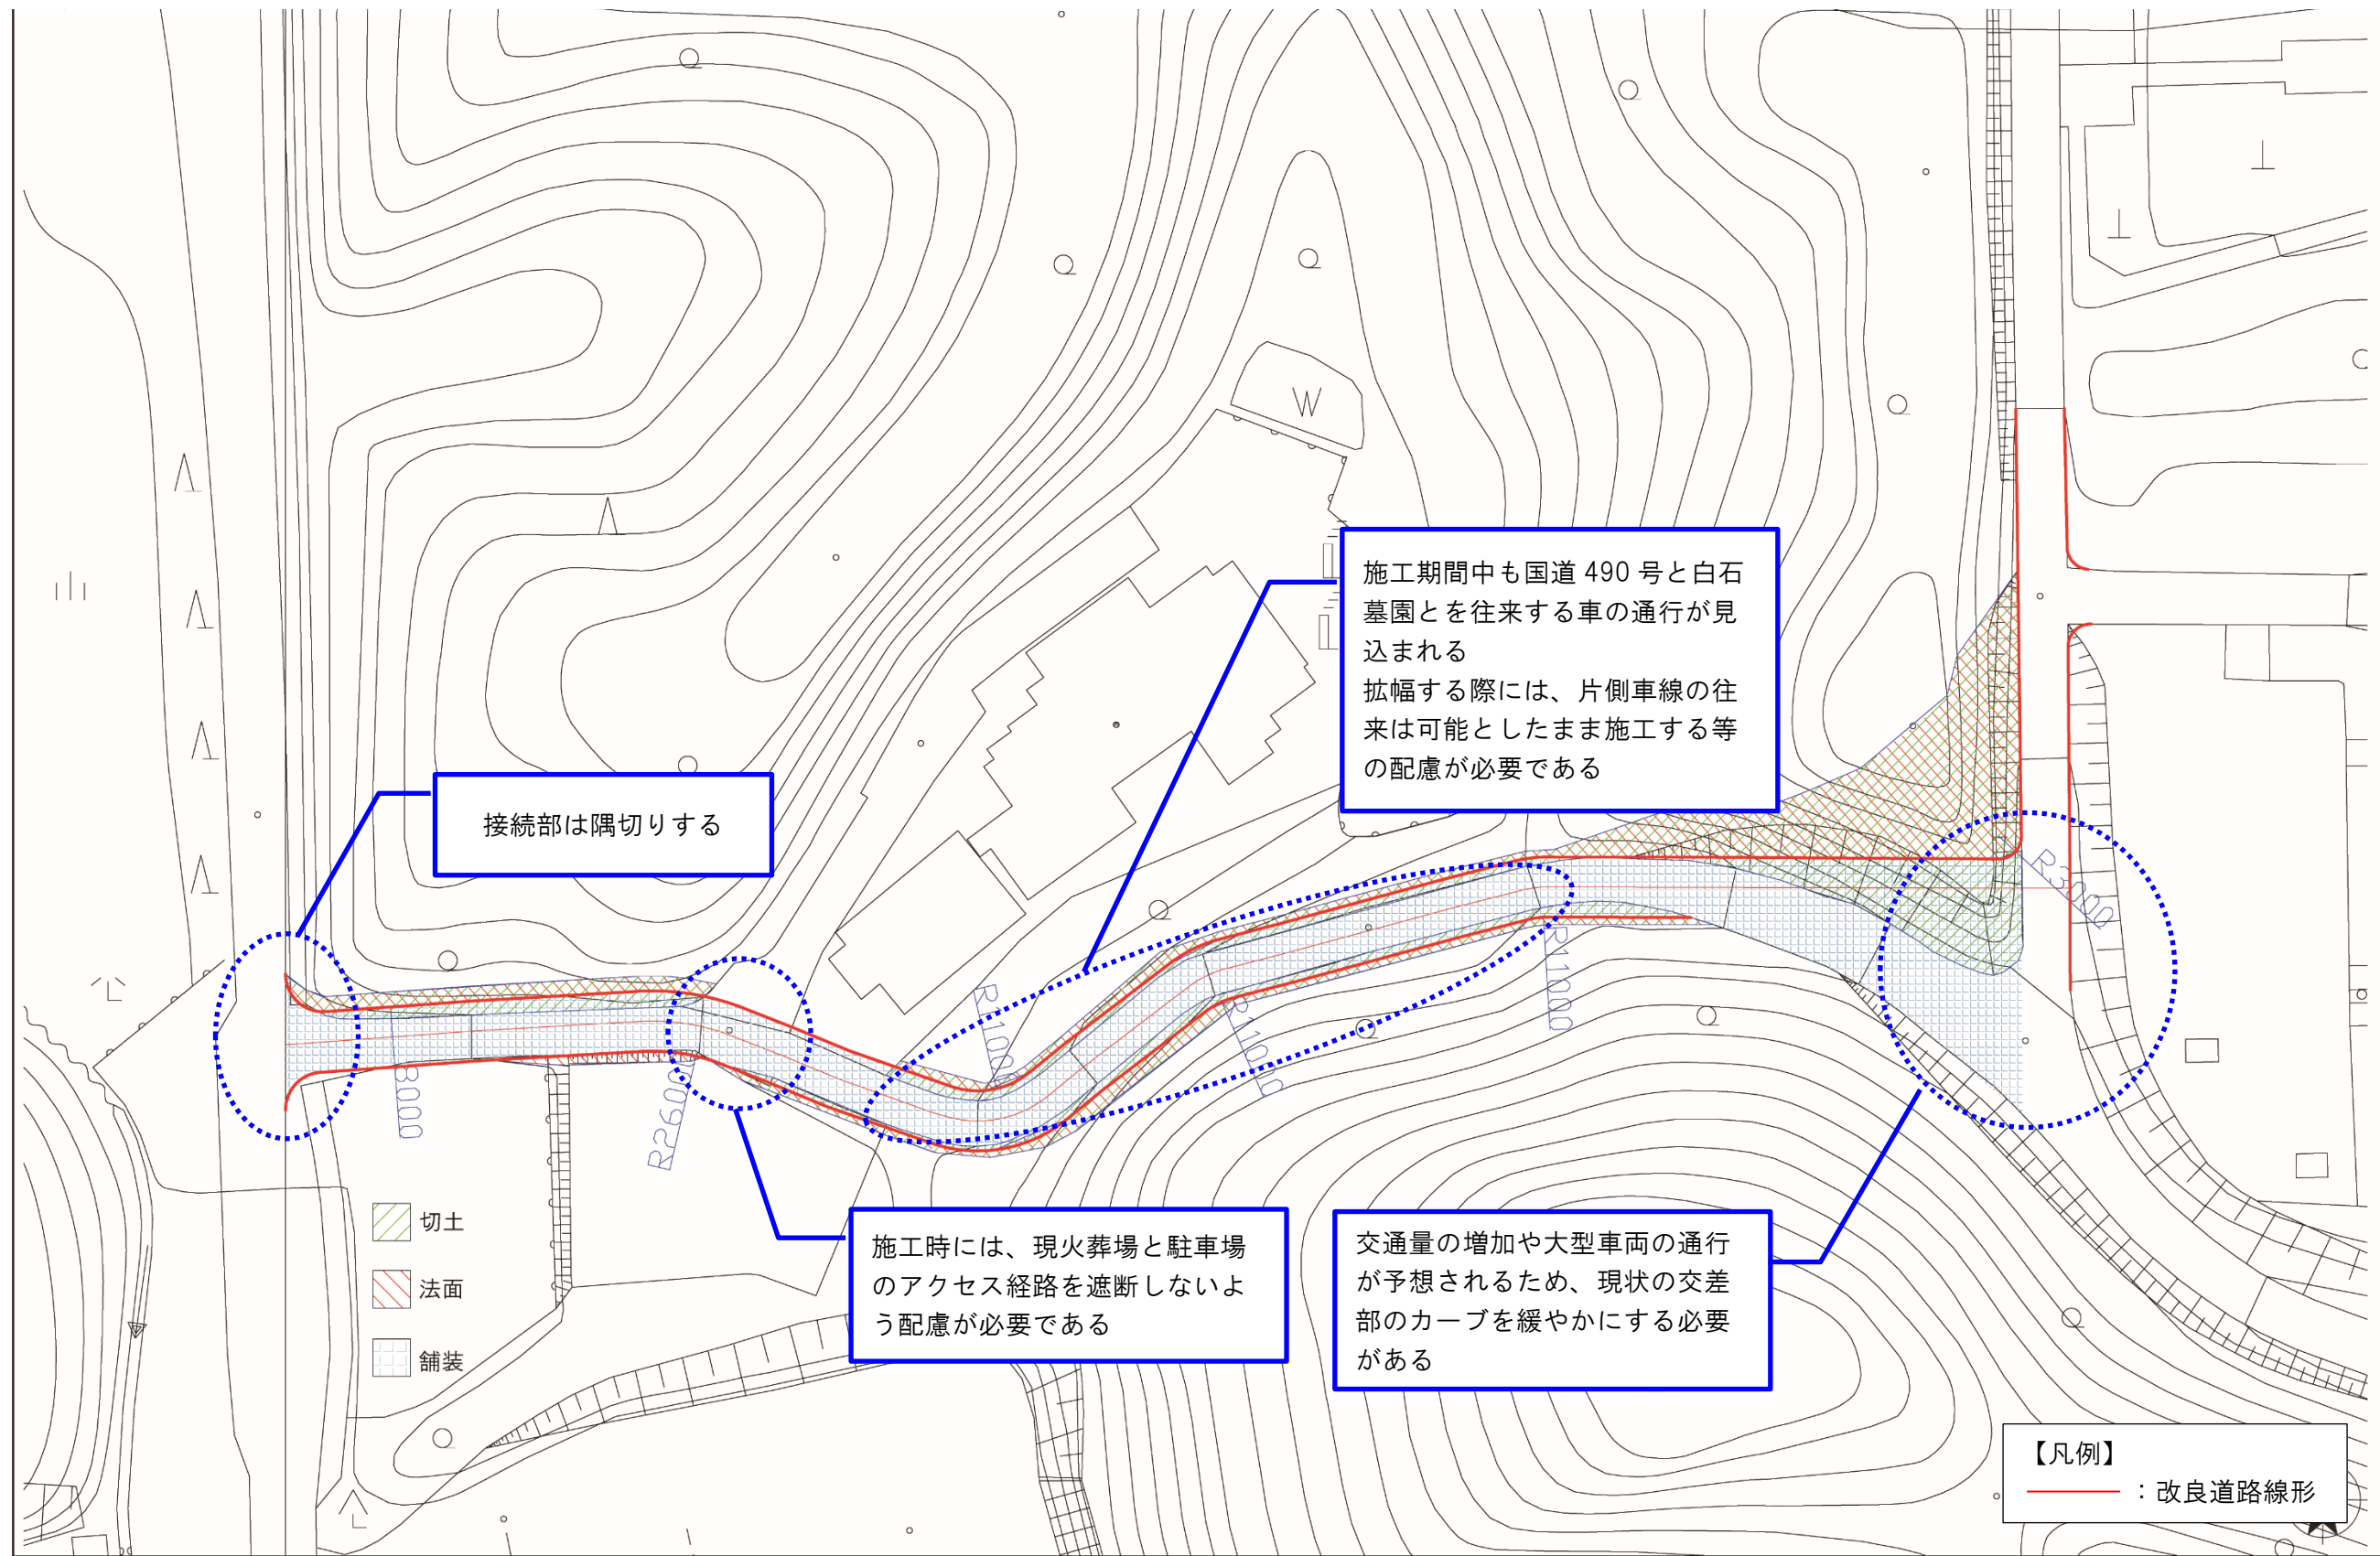 施工期間中も国道 490 号と白石
墓園とを往来する車の通行が見
込まれる
拡幅する際には、片側車線の往
来は可能としたまま施工する等
の配慮が必要である
接続部は隅切りする
施工時には、現火葬場と駐車場
のアクセス経路を遮断しないよ
う配慮が必要である
交通量の増加や大型車両の通行
が予想されるため、現状の交差
部のカーブを緩やかにする必要
がある
切土
法面
舗装
【凡例】
：改良道路線形
W